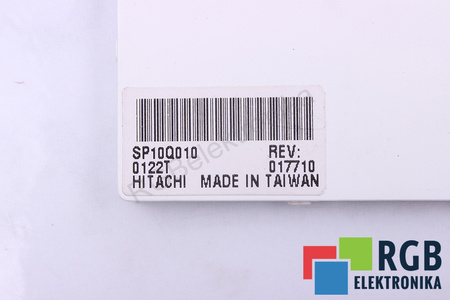 SP10Q010 REV:
0122T 017710
HITACHI MADE IN TAIWAN
RGB
ELEKTRONIKA